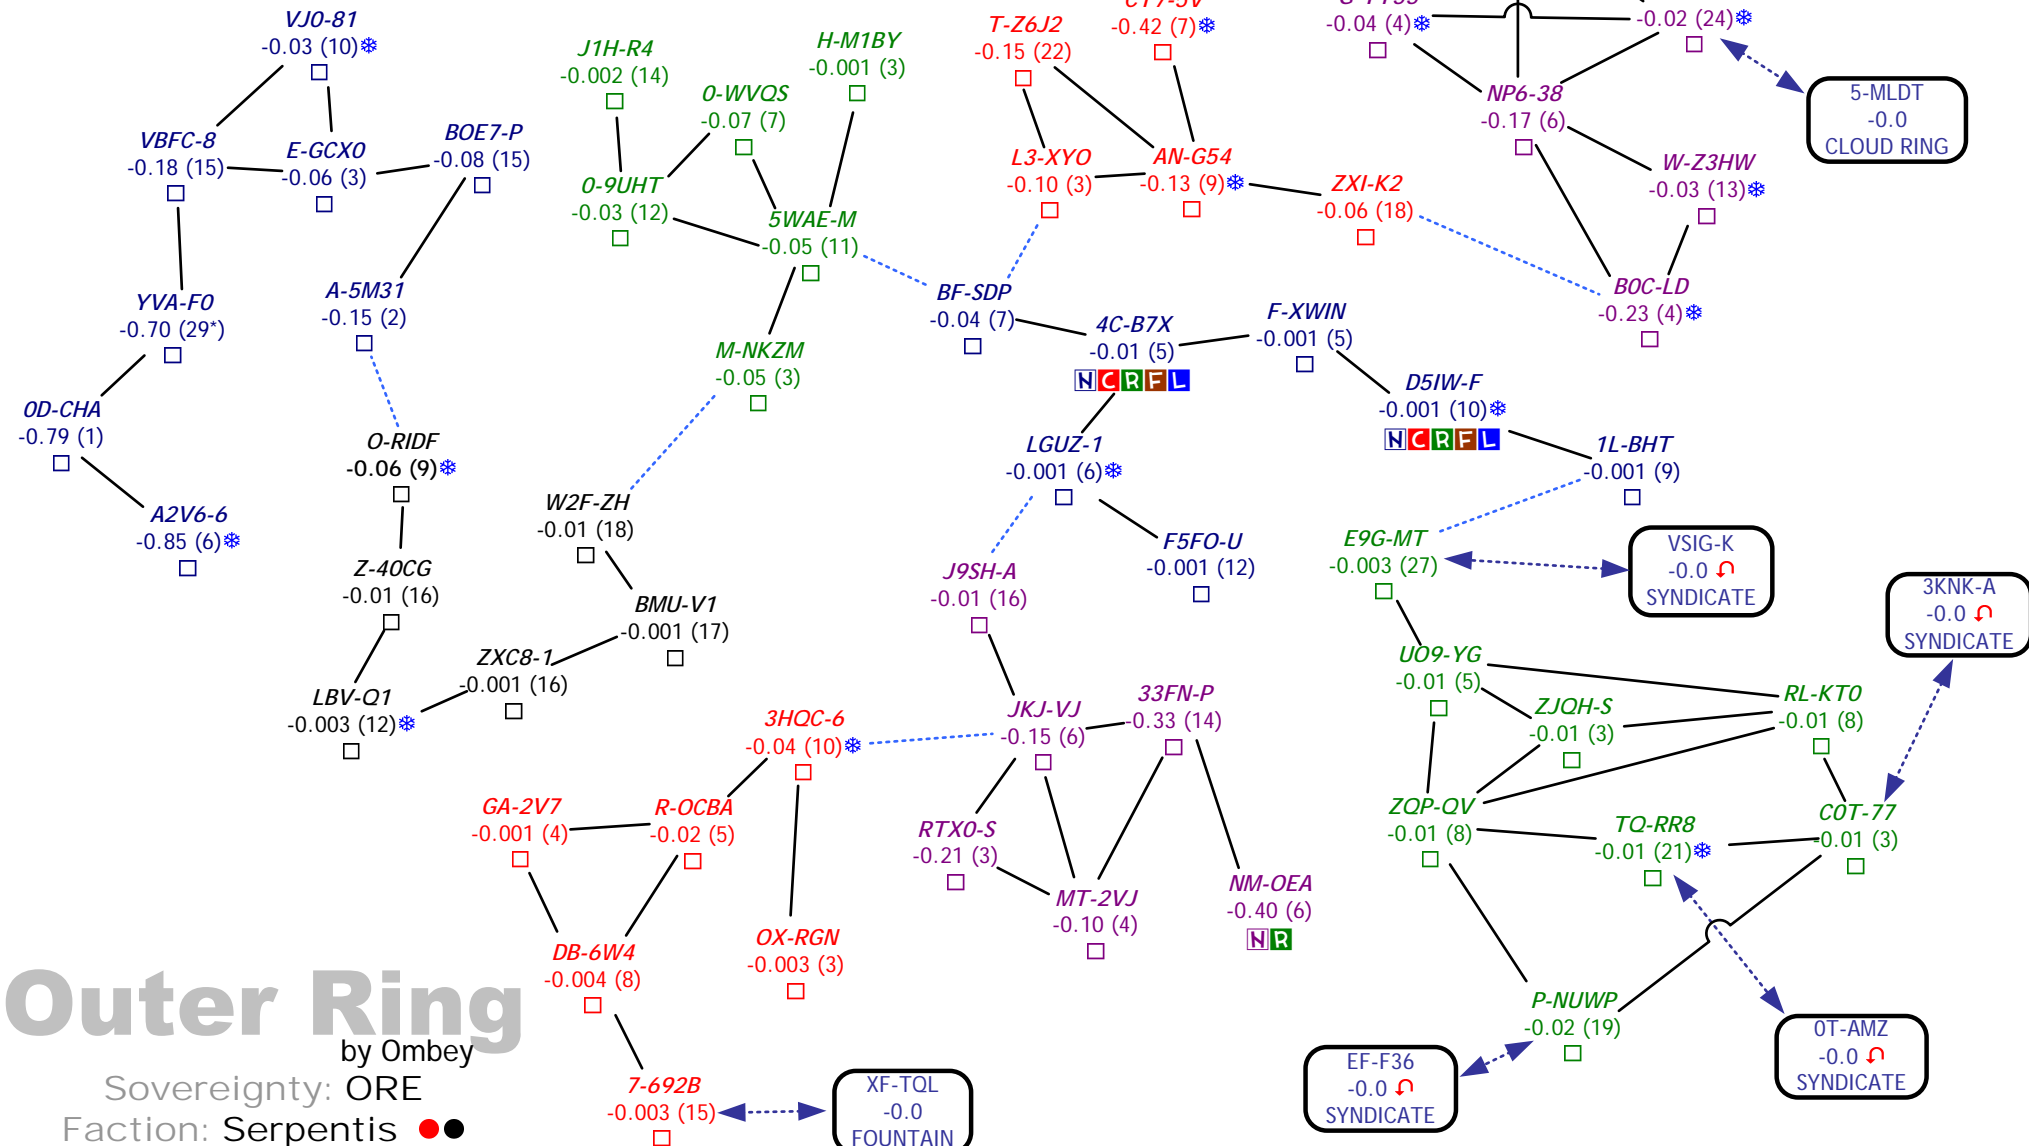 VJ0-81
-0.03 (10)
VBFC-8
-0.18 (15)
E-GCX0
-0.06 (3)
BOE7-P
-0.08 (15)
YVA-F0
-0.70 (29*)
A-5M31
-0.15 (2)
0D-CHA
-0.79 (1)
A2V6-6
-0.85 (6)
O-RIDF
-0.06 (9)
Z-40CG
-0.01 (16)
LBV-Q1
-0.003 (12)
ZXC8-1
-0.001 (16)
BMU-V1
-0.001 (17)
W2F-ZH
-0.01 (18)
J1H-R4
-0.002 (14)
0-WVQS
-0.07 (7)
H-M1BY
-0.001 (3)
0-9UHT
-0.03 (12)
5WAE-M
-0.05 (11)
M-NKZM
-0.05 (3)
T-Z6J2
-0.15 (22)
-0.42 (7)
L3-XYO
-0.10 (3)
AN-G54
-0.13 (9)
ZXI-K2
-0.06 (18)
-0.04 (4)
-0.02 (24)
NP6-38
-0.17 (6)
W-Z3HW
-0.03 (13)
B0C-LD
-0.23 (4)
5-MLDT
-0.0
CLOUD RING
BF-SDP
-0.04 (7)
4C-B7X
-0.01 (5)
N C R F L
F-XWIN
-0.001 (5)
D5IW-F
-0.001 (10)
N C R F L
1L-BHT
-0.001 (9)
LGUZ-1
-0.001 (6)
F5FO-U
-0.001 (12)
J9SH-A
-0.01 (16)
JKJ-VJ
-0.15 (6)
33FN-P
-0.33 (14)
RTX0-S
-0.21 (3)
MT-2VJ
-0.10 (4)
NM-OEA
-0.40 (6)
N R
3HQC-6
-0.04 (10)
GA-2V7
-0.001 (4)
R-OCBA
-0.02 (5)
DB-6W4
-0.004 (8)
OX-RGN
-0.003 (3)
7-692B
-0.003 (15)
XF-TQL
-0.0
FOUNTAIN
E9G-MT
-0.003 (27)
VSIG-K
-0.0
SYNDICATE
3KNK-A
-0.0
SYNDICATE
UO9-YG
-0.01 (5)
ZJQH-S
-0.01 (3)
RL-KT0
-0.01 (8)
ZQP-QV
-0.01 (8)
TQ-RR8
-0.01 (21)
C0T-77
-0.01 (3)
P-NUWP
-0.02 (19)
EF-F36
-0.0
SYNDICATE
0T-AMZ
-0.0
SYNDICATE
Outer Ring
by Ombey
Sovereignty: ORE
Faction: Serpentis